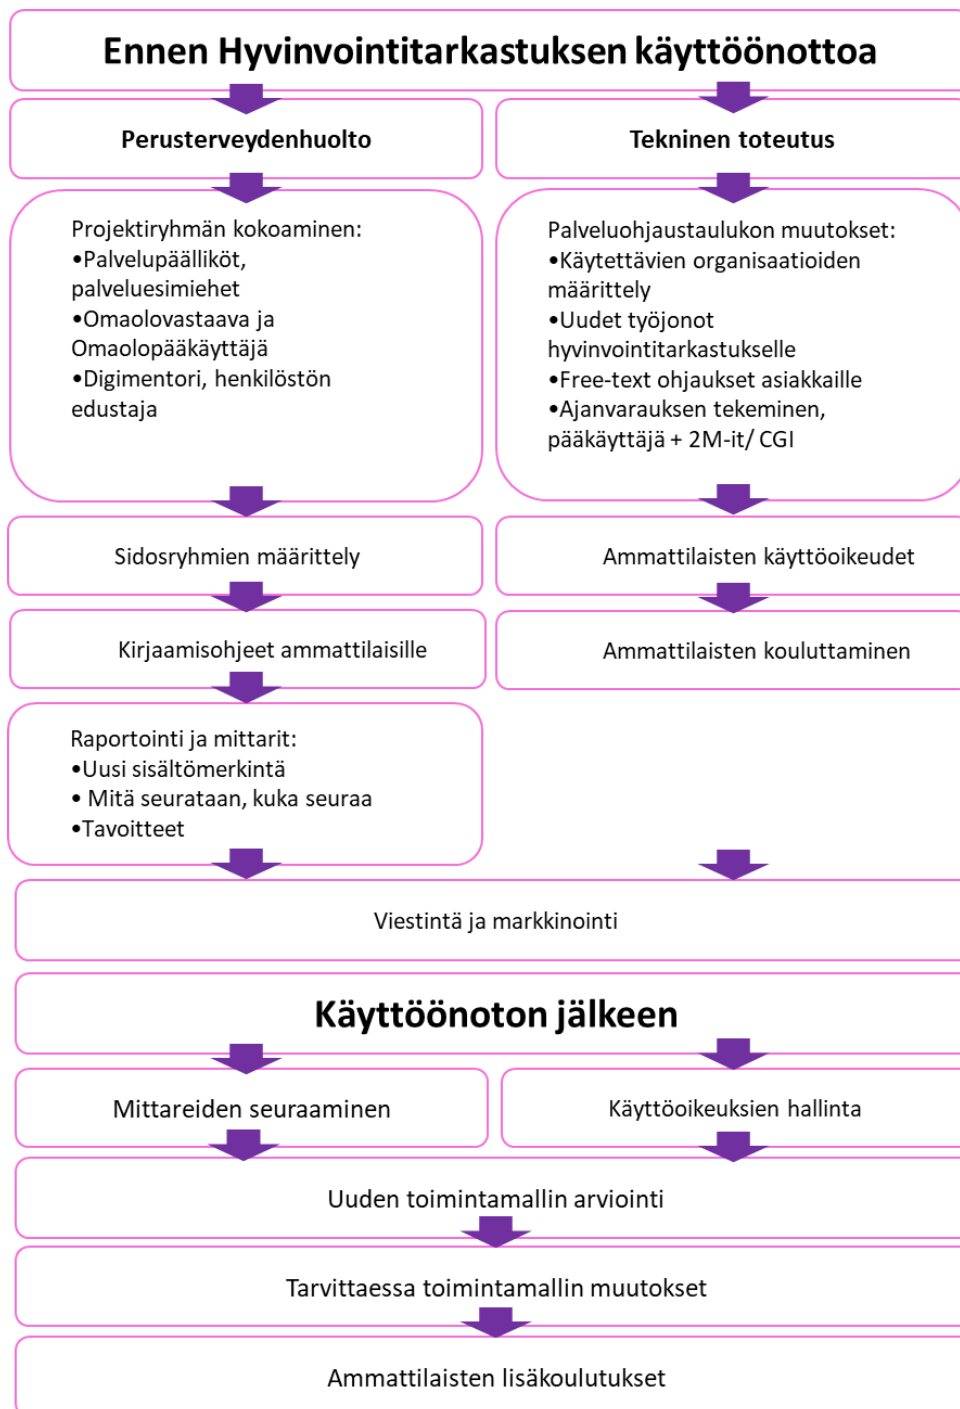 Ennen Hyvinvointitarkastuksen käyttöönottoa
Perusterveydenhuolto
Tekninen toteutus
Projektiryhmän kokoaminen:
•Palvelupäälliköt,
palveluesimiehet
•Omaolovastaava ja
Omaolopääkäyttäjä
•Digimentori, henkilöstön
edustaja
Palveluohjaustaulukon muutokset:
•Käytettävien organisaatioiden
määrittely
•Uudet työjonot
hyvinvointitarkastukselle
•Free-text ohjaukset asiakkaille
•Ajanvarauksen tekeminen,
pääkäyttäjä + 2M-it/ CGI
Sidosryhmien määrittely
Ammattilaisten käyttöoikeudet
Kirjaamisohjeet ammattilaisille
Ammattilaisten kouluttaminen
Raportointi ja mittarit:
•Uusi sisältömerkintä
• Mitä seurataan, kuka seuraa
•Tavoitteet
Viestintä ja markkinointi
Käyttöönoton jälkeen
Mittareiden seuraaminen
Käyttöoikeuksien hallinta
Uuden toimintamallin arviointi
Tarvittaessa toimintamallin muutokset
Ammattilaisten lisäkoulutukset